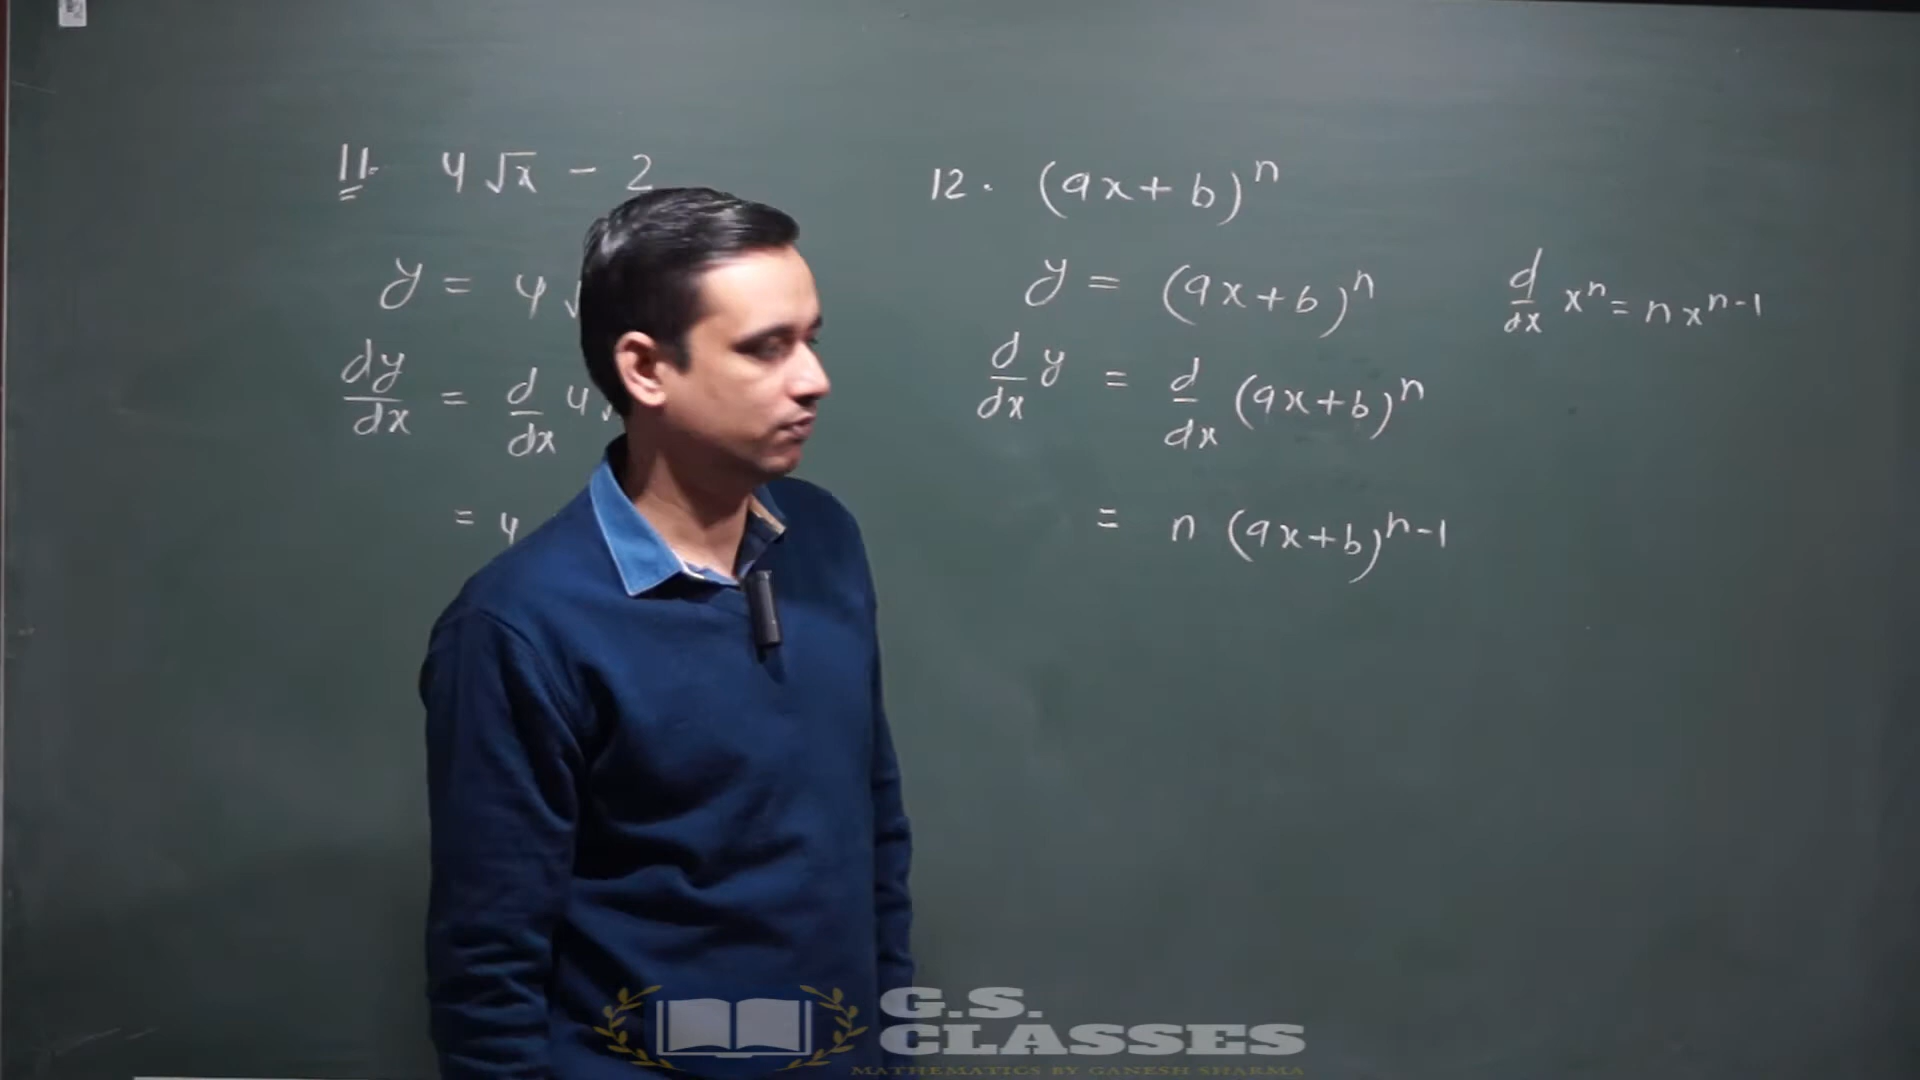 11. 4√x - 2
y = 4√
dy/dx = d/dx 4√
= 4
12. (ax+b)^n
y = (ax+b)^n
d/dx y = d/dx (ax+b)^n
= n (ax+b)^{n-1}
d/dx x^n = n x^{n-1}
G.S.
CLASSES
MATHEMATICS BY GANESH SHARMA